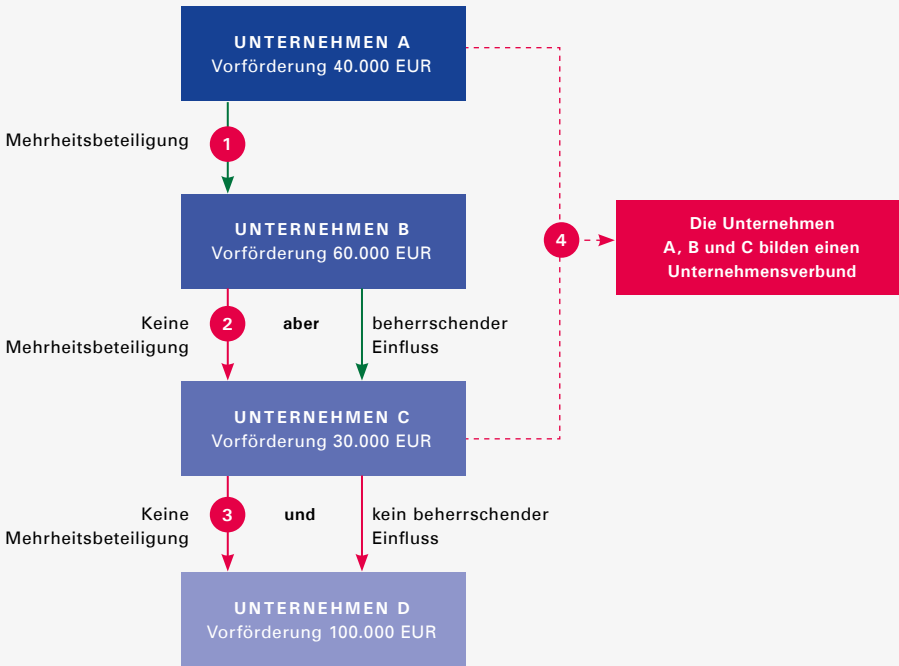 UNTERNEHMEN A
Vorförderung 40.000 EUR
Mehrheitsbeteiligung
1
UNTERNEHMEN B
Vorförderung 60.000 EUR
4
Die Unternehmen
A, B und C bilden einen
Unternehmensverbund
Keine
Mehrheitsbeteiligung
2
aber
beherrschender
Einfluss
UNTERNEHMEN C
Vorförderung 30.000 EUR
Keine
Mehrheitsbeteiligung
3
und
kein beherrschender
Einfluss
UNTERNEHMEN D
Vorförderung 100.000 EUR